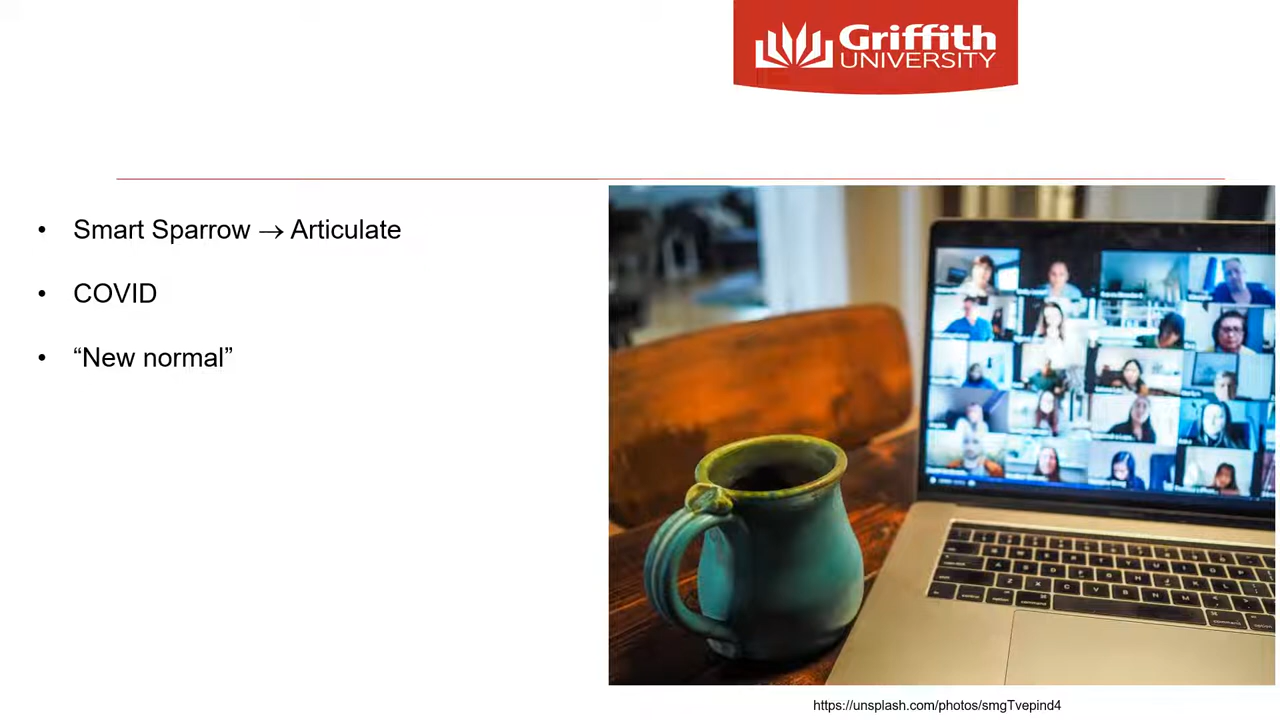 Griffith
UNIVERSITY
• Smart Sparrow → Articulate
• COVID
• “New normal”
https://unsplash.com/photos/smgTvepind4